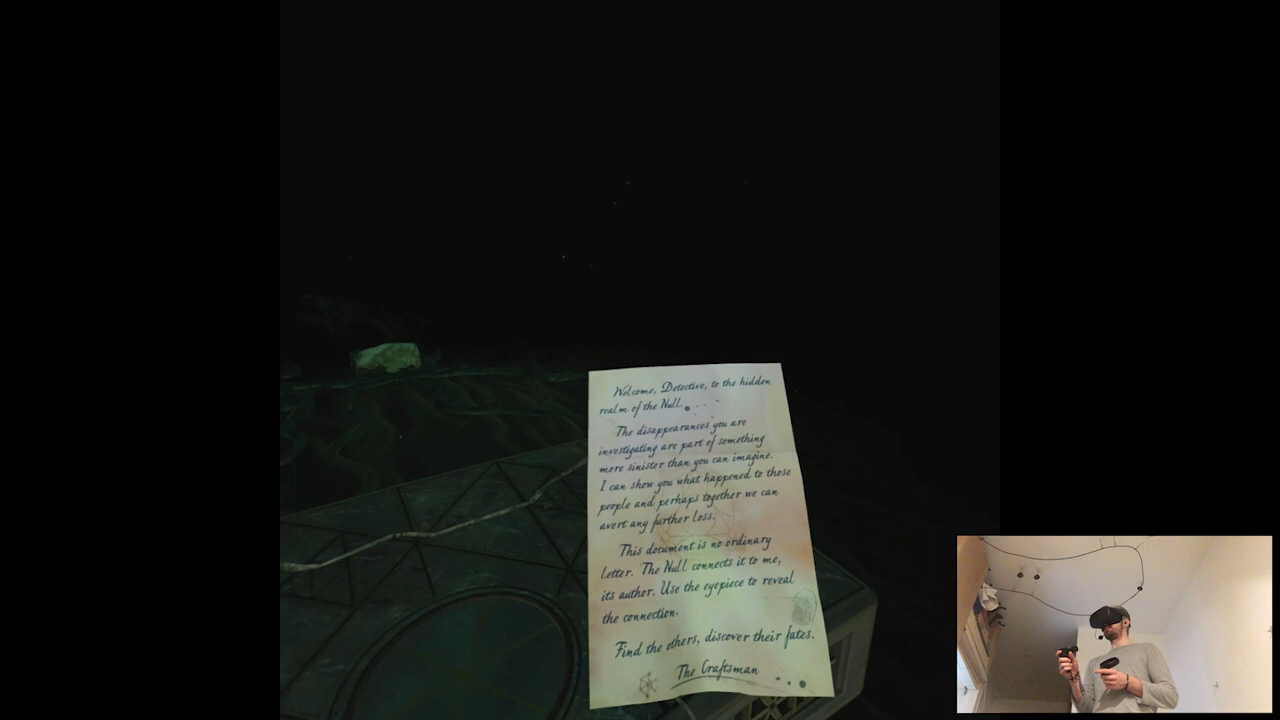 Welcome, Detective, to the hidden
realm of the Null.
The disappearances you are
investigating are part of something
more sinister than you can imagine.
I can show you what happened to those
people and perhaps together we can
avert any further loss.
This document is no ordinary
letter. The Null connects it to me,
its author. Use the eyepiece to reveal
the connection.
Find the others, discover their fates.
The Craftsman